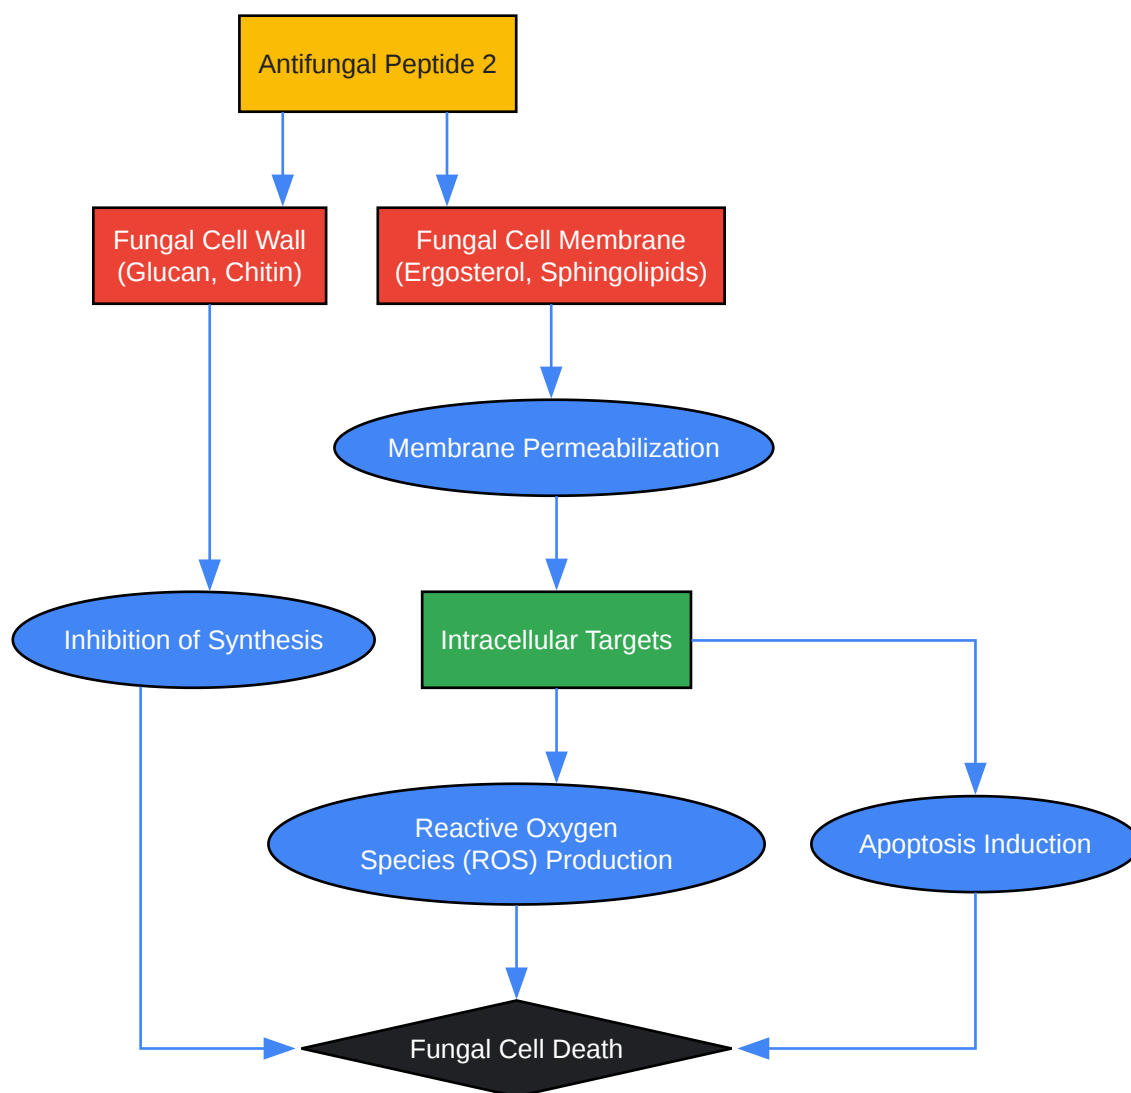 Antifungal Peptide 2
Fungal Cell Wall
(Glucan, Chitin)
Fungal Cell Membrane
(Ergosterol, Sphingolipids)
Membrane Permeabilization
Inhibition of Synthesis
Intracellular Targets
Reactive Oxygen
Species (ROS) Production
Apoptosis Induction
Fungal Cell Death